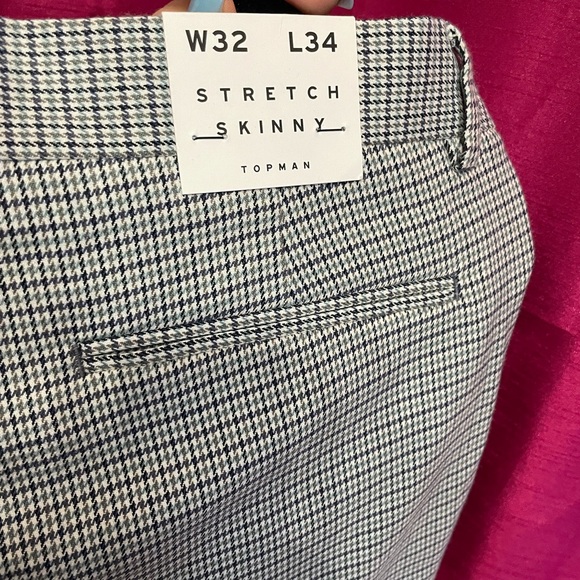 W32 L34
STRETCH
SKINNY
TOPMAN